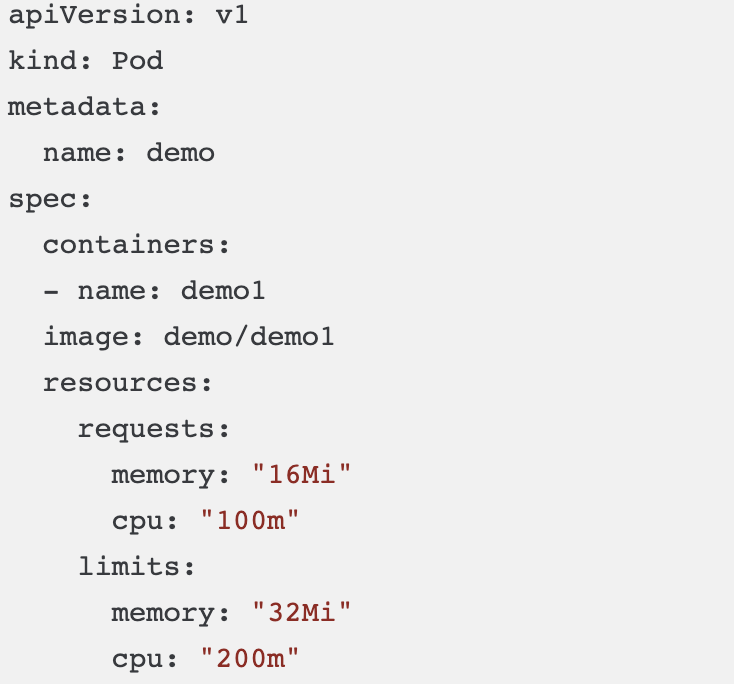 apiVersion: v1
kind: Pod
metadata:
  name: demo
spec:
  containers:
  - name: demo1
  image: demo/demo1
  resources:
    requests:
      memory: "16Mi"
      cpu: "100m"
    limits:
      memory: "32Mi"
      cpu: "200m"